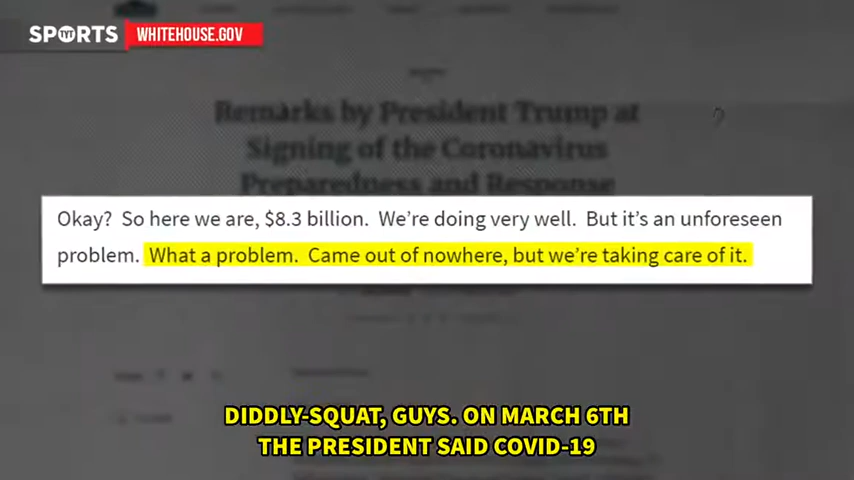 SPORTS
TYT
WHITEHOUSE.GOV
Remarks by President Trump at
Signing of the Coronavirus
Preparedness and Response
Okay? So here we are, $8.3 billion. We're doing very well. But it's an unforeseen
problem. What a problem. Came out of nowhere, but we're taking care of it.
DIDDLY-SQUAT, GUYS. ON MARCH 6TH
THE PRESIDENT SAID COVID-19